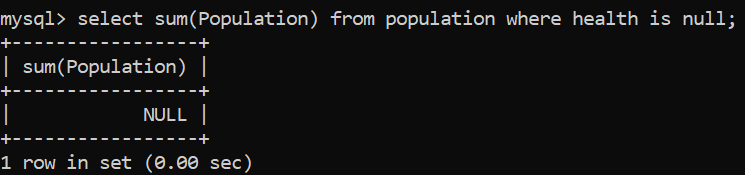 mysql> select sum(Population) from population where health is null;
+-----------------+
| sum(Population) |
+-----------------+
|            NULL |
+-----------------+
1 row in set (0.00 sec)